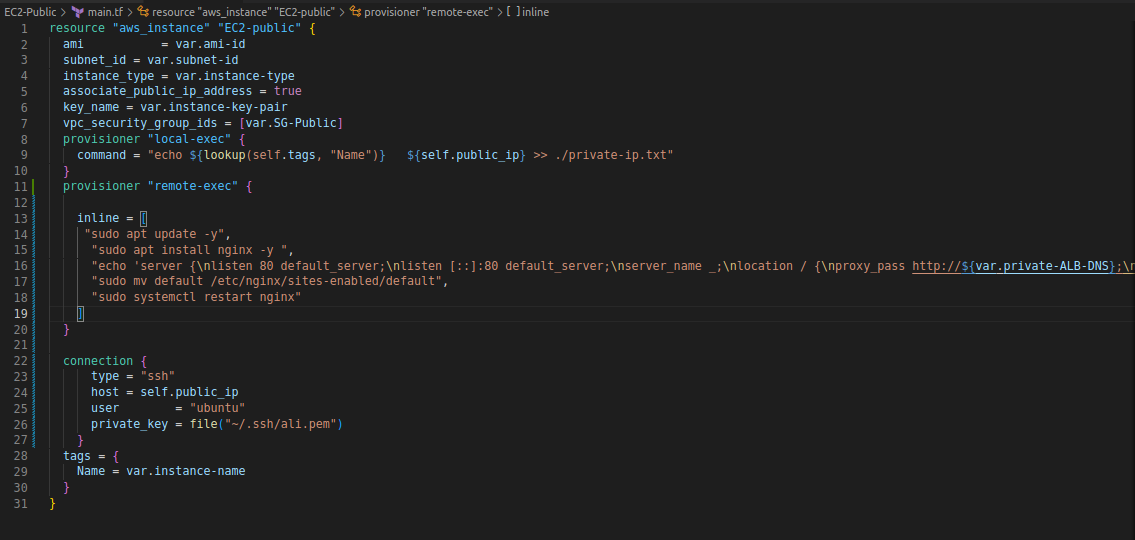 EC2-Public > main.tf > resource "aws_instance" "EC2-public" > provisioner "remote-exec" > [ ] inline
1 resource "aws_instance" "EC2-public" {
2 ami = var.ami-id
3 subnet_id = var.subnet-id
4 instance_type = var.instance-type
5 associate_public_ip_address = true
6 key_name = var.instance-key-pair
7 vpc_security_group_ids = [var.SG-Public]
8 provisioner "local-exec" {
9 command = "echo ${lookup(self.tags, "Name")} ${self.public_ip} >> ./private-ip.txt"
10 }
11 provisioner "remote-exec" {
12
13 inline = [
14 "sudo apt update -y",
15 "sudo apt install nginx -y ",
16 "echo 'server {\nlisten 80 default_server;\nlisten [::]:80 default_server;\nserver_name _;\nlocation / {\nproxy_pass http://${var.private-ALB-DNS};\n
17 "sudo mv default /etc/nginx/sites-enabled/default",
18 "sudo systemctl restart nginx"
19 ]
20 }
21
22 connection {
23 type = "ssh"
24 host = self.public_ip
25 user = "ubuntu"
26 private_key = file("~/.ssh/ali.pem")
27 }
28 tags = {
29 Name = var.instance-name
30 }
31 }